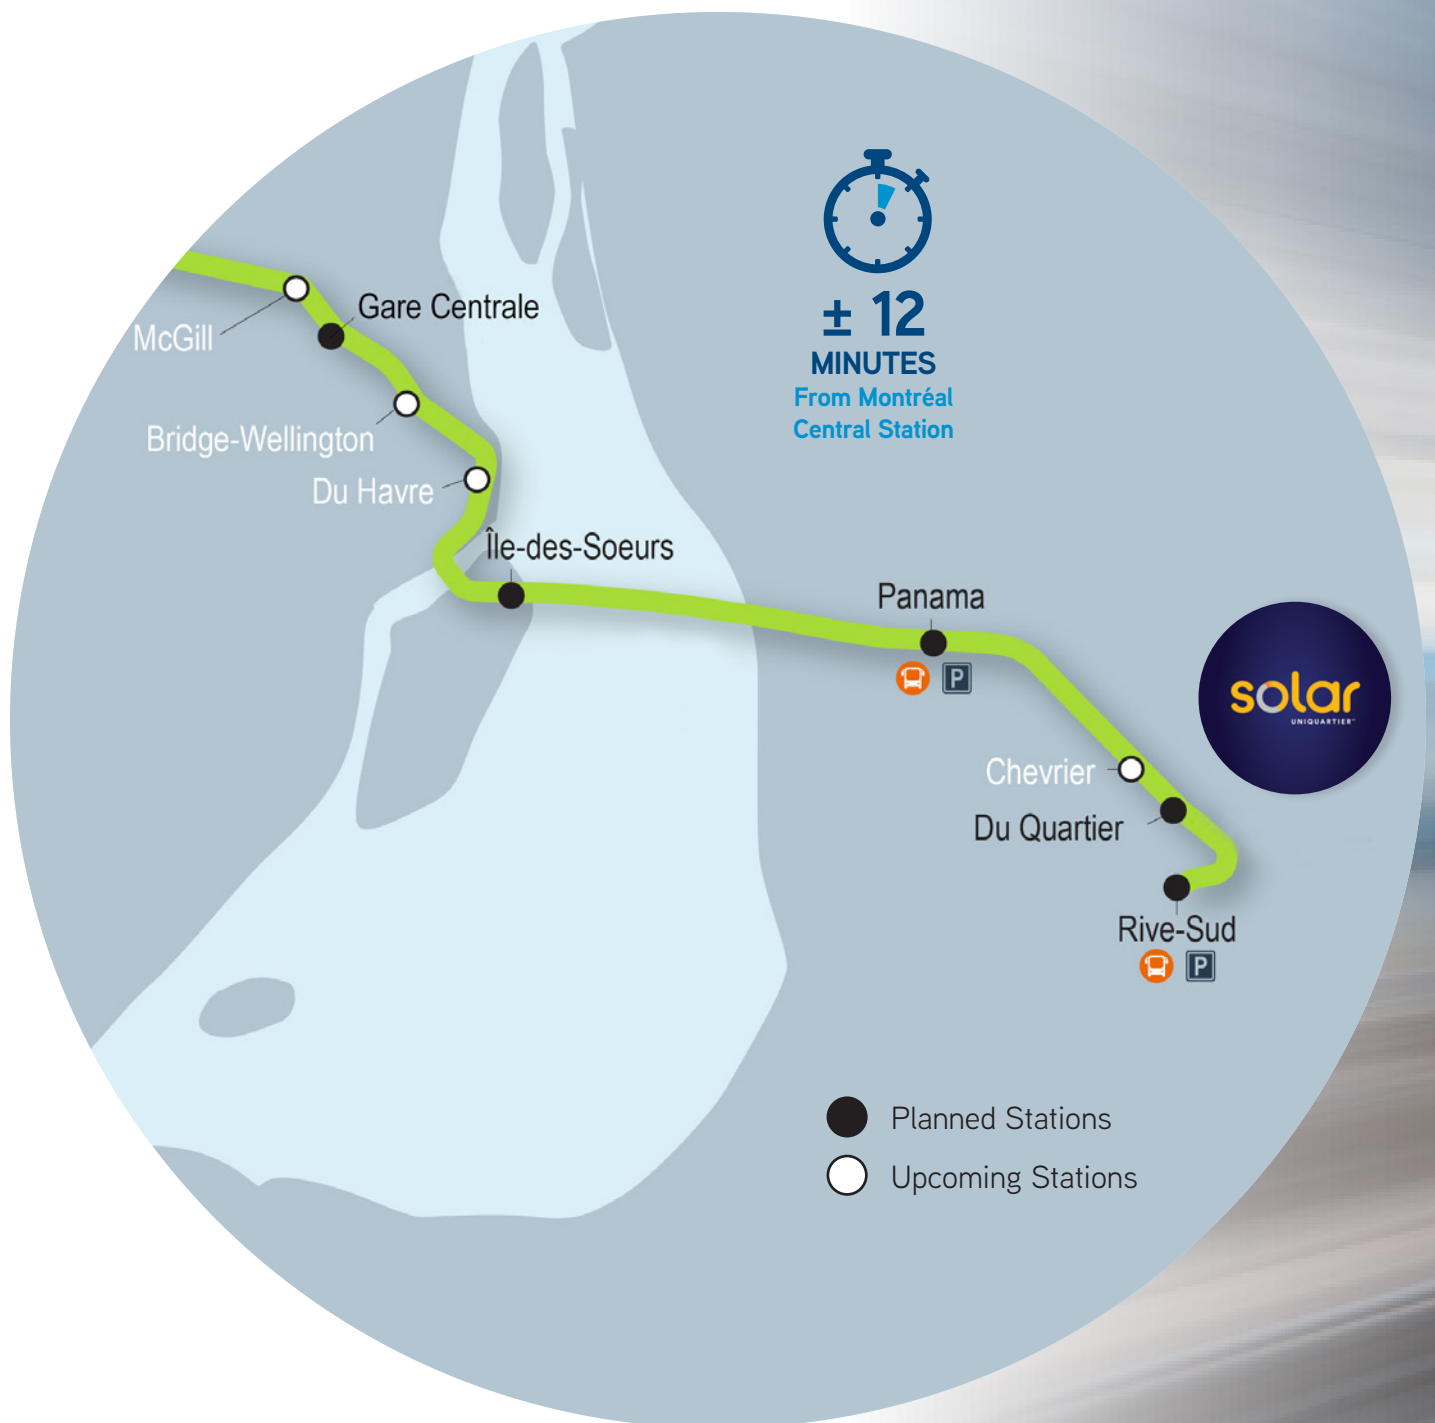 ± 12
MINUTES
From Montréal
Central Station
McGill
Gare Centrale
Bridge-Wellington
Du Havre
Île-des-Soeurs
Panama
P
solar
UNIQUARTIER™
Chevrier
Du Quartier
Rive-Sud
P
Planned Stations
Upcoming Stations